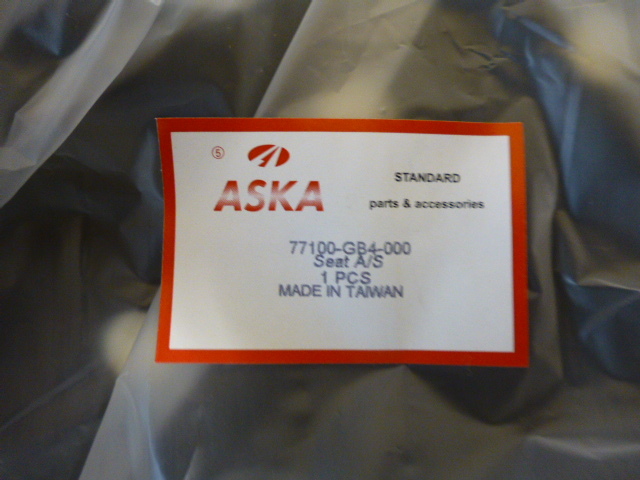 ⑤
ASKA
STANDARD
parts & accessories
77100-GB4-000
Seat A/S
1 PCS
MADE IN TAIWAN